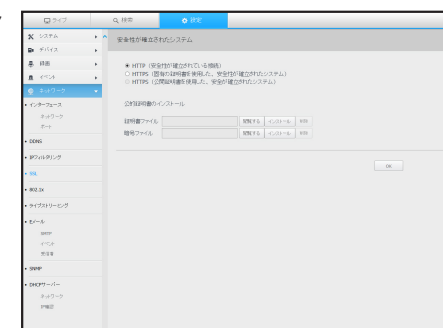 ライブ
検索
設定
システム
デバイス
録画
イベント
ネットワーク
インターフェース
ネットワーク
ポート
DDNS
IPフィルタリング
SSL
802.1x
ライブストリーミング
Eメール
SMTP
イベント
受信者
SNMP
DHCPサーバー
ネットワーク
IP確認
安全性が確立されたシステム
HTTP (安全性が確立されている接続)
HTTPS (固有の証明書を使用した、安全性が確立されたシステム)
HTTPS (公開証明書を使用した、安全が確立されたシステム)
公的証明書のインストール
証明書ファイル 閲覧する インストール 削除
暗号ファイル 閲覧する インストール 削除
OK